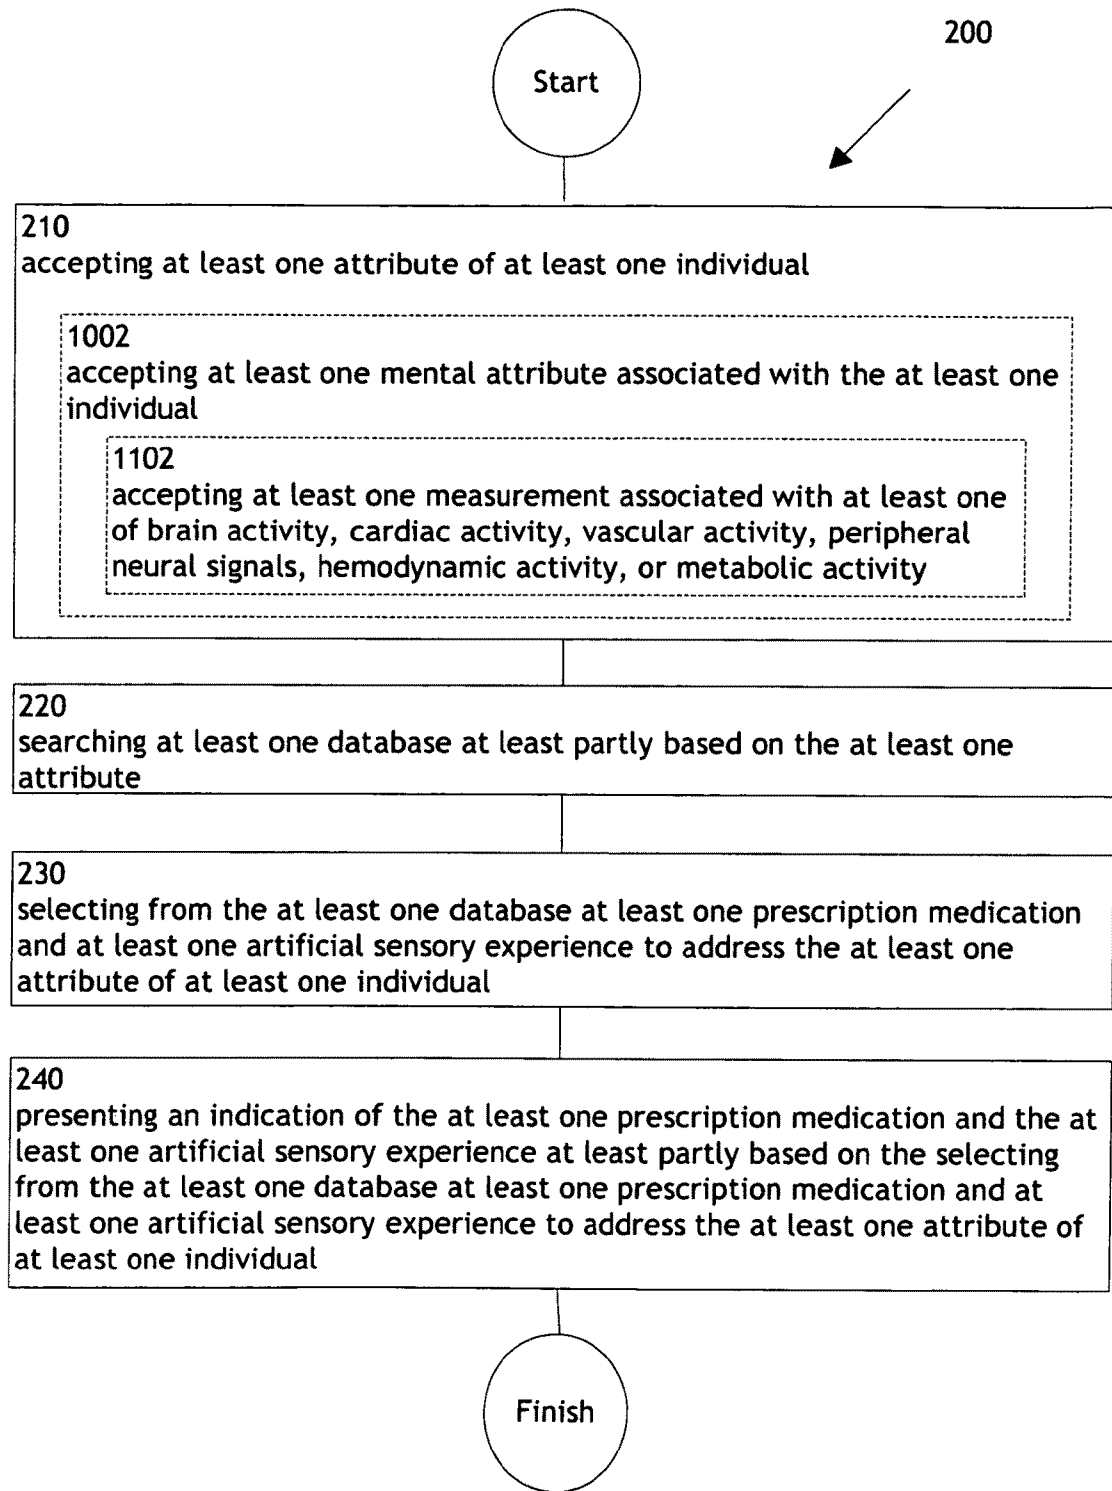 200
Start
210
accepting at least one attribute of at least one individual
1002
accepting at least one mental attribute associated with the at least one
individual
1102
accepting at least one measurement associated with at least one
of brain activity, cardiac activity, vascular activity, peripheral
neural signals, hemodynamic activity, or metabolic activity
220
searching at least one database at least partly based on the at least one
attribute
230
selecting from the at least one database at least one prescription medication
and at least one artificial sensory experience to address the at least one
attribute of at least one individual
240
presenting an indication of the at least one prescription medication and the at
least one artificial sensory experience at least partly based on the selecting
from the at least one database at least one prescription medication and at
least one artificial sensory experience to address the at least one attribute of
at least one individual
Finish